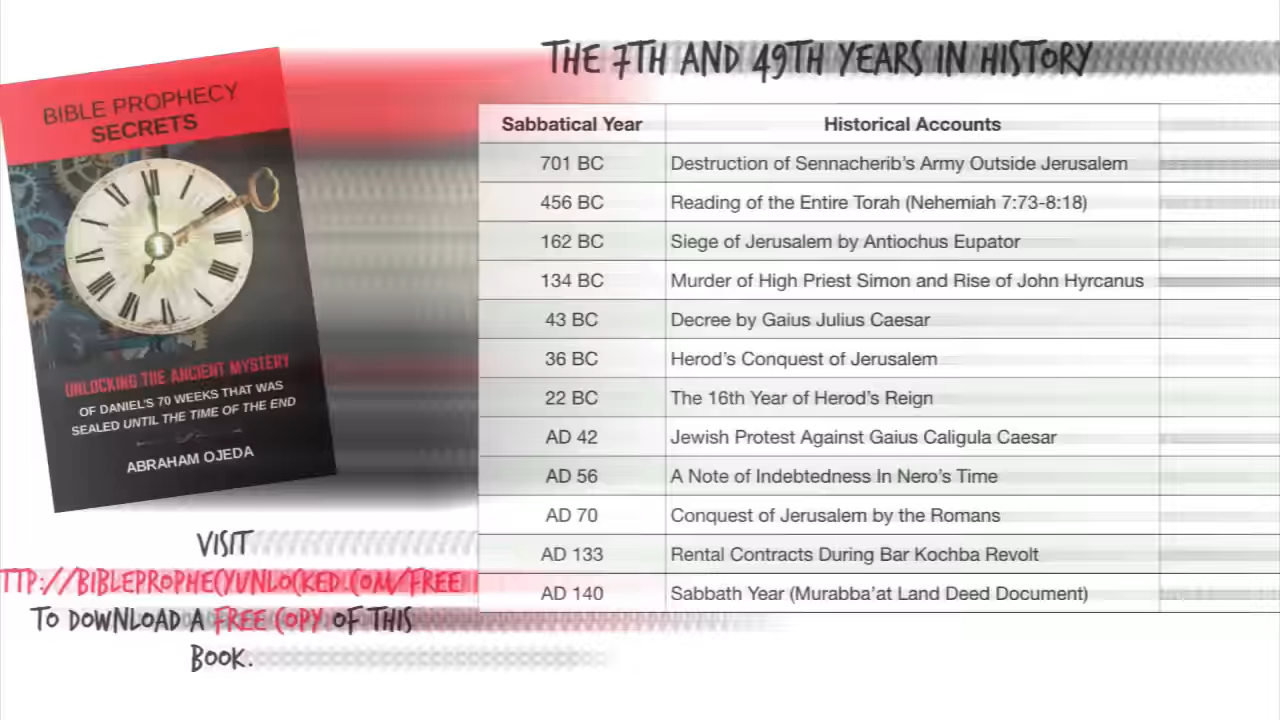 BIBLE PROPHECY
SECRETS
UNLOCKING THE ANCIENT MYSTERY
OF DANIEL'S 70 WEEKS THAT WAS
SEALED UNTIL THE TIME OF THE END
ABRAHAM OJEDA
VISIT
TTP://BIBLEPROPHECYUNLOCKED.COM/FREE
TO DOWNLOAD A FREE COPY OF THIS
BOOK.
THE 7TH AND 49TH YEARS IN HISTORY
Sabbatical Year Historical Accounts
701 BC Destruction of Sennacherib's Army Outside Jerusalem
456 BC Reading of the Entire Torah (Nehemiah 7:73-8:18)
162 BC Siege of Jerusalem by Antiochus Eupator
134 BC Murder of High Priest Simon and Rise of John Hyrcanus
43 BC Decree by Gaius Julius Caesar
36 BC Herod's Conquest of Jerusalem
22 BC The 16th Year of Herod's Reign
AD 42 Jewish Protest Against Gaius Caligula Caesar
AD 56 A Note of Indebtedness In Nero's Time
AD 70 Conquest of Jerusalem by the Romans
AD 133 Rental Contracts During Bar Kochba Revolt
AD 140 Sabbath Year (Murabba'at Land Deed Document)